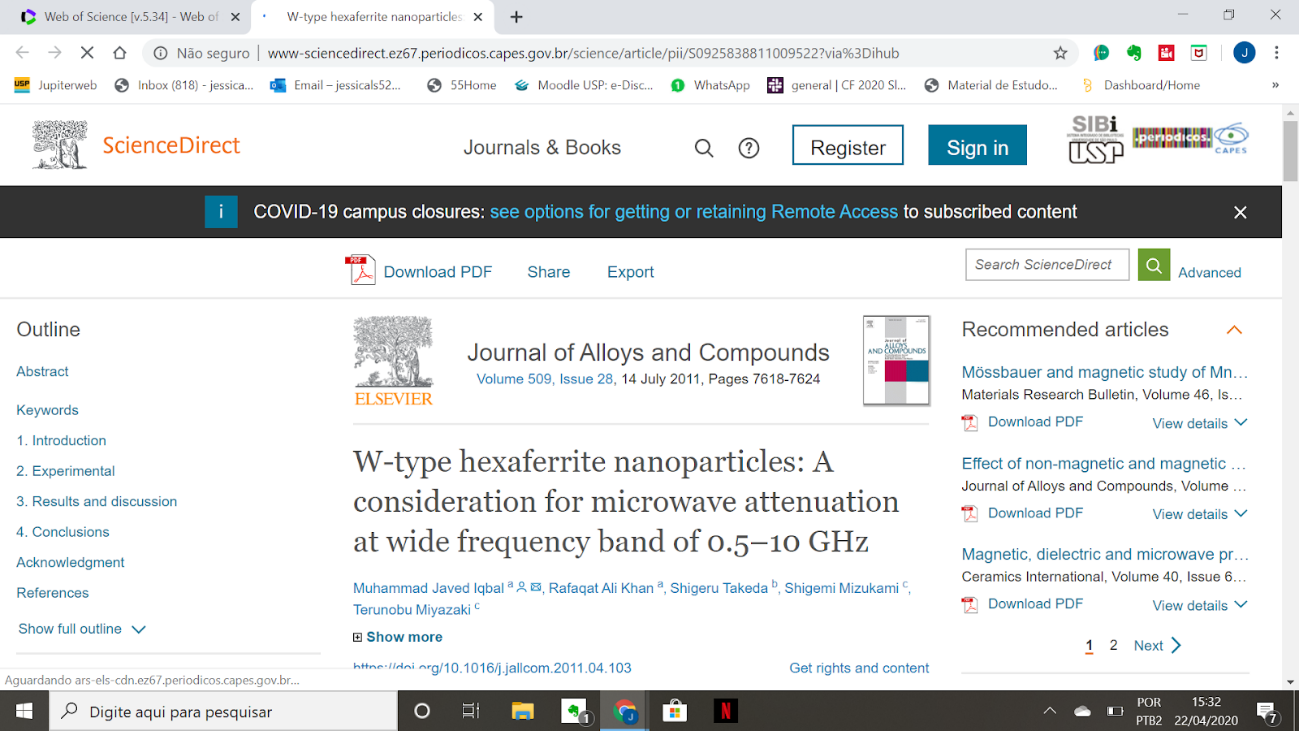 Web of Science [v.5.34] - Web of
W-type hexaferrite nanoparticles:
Não seguro | www-sciencedirect.ez67.periodicos.capes.gov.br/science/article/pii/S0925838811009522?via%3Dihub
J
USP Jupiterweb Inbox (818) - jessica... Email – jessicals52... 55Home Moodle USP: e-Disc... 1 WhatsApp general | CF 2020 Sl... Material de Estudo... Dashboard/Home »
ScienceDirect Journals & Books ? Register Sign in SIBi USP .periodicos. CAPES
i COVID-19 campus closures: see options for getting or retaining Remote Access to subscribed content
PDF Download PDF Share Export Search ScienceDirect Advanced
Outline
Abstract
Keywords
1. Introduction
2. Experimental
3. Results and discussion
4. Conclusions
Acknowledgment
References
Show full outline
ELSEVIER
Journal of Alloys and Compounds
Volume 509, Issue 28, 14 July 2011, Pages 7618-7624
Journal of ALLOYS AND COMPOUNDS
W-type hexaferrite nanoparticles: A
consideration for microwave attenuation
at wide frequency band of 0.5–10 GHz
Muhammad Javed Iqbal a, Rafaqat Ali Khan a, Shigeru Takeda b, Shigemi Mizukami c,
Terunobu Miyazaki c
Show more
https://doi.org/10.1016/j.jallcom.2011.04.103 Get rights and content
Recommended articles
Mössbauer and magnetic study of Mn...
Materials Research Bulletin, Volume 46, Is...
Download PDF View details
Effect of non-magnetic and magnetic ...
Journal of Alloys and Compounds, Volume ...
Download PDF View details
Magnetic, dielectric and microwave pr...
Ceramics International, Volume 40, Issue 6...
Download PDF View details
1 2 Next
Aguardando ars-els-cdn.ez67.periodicos.capes.gov.br...
Digite aqui para pesquisar
1
J
N
POR
PTB2
15:32
22/04/2020
7